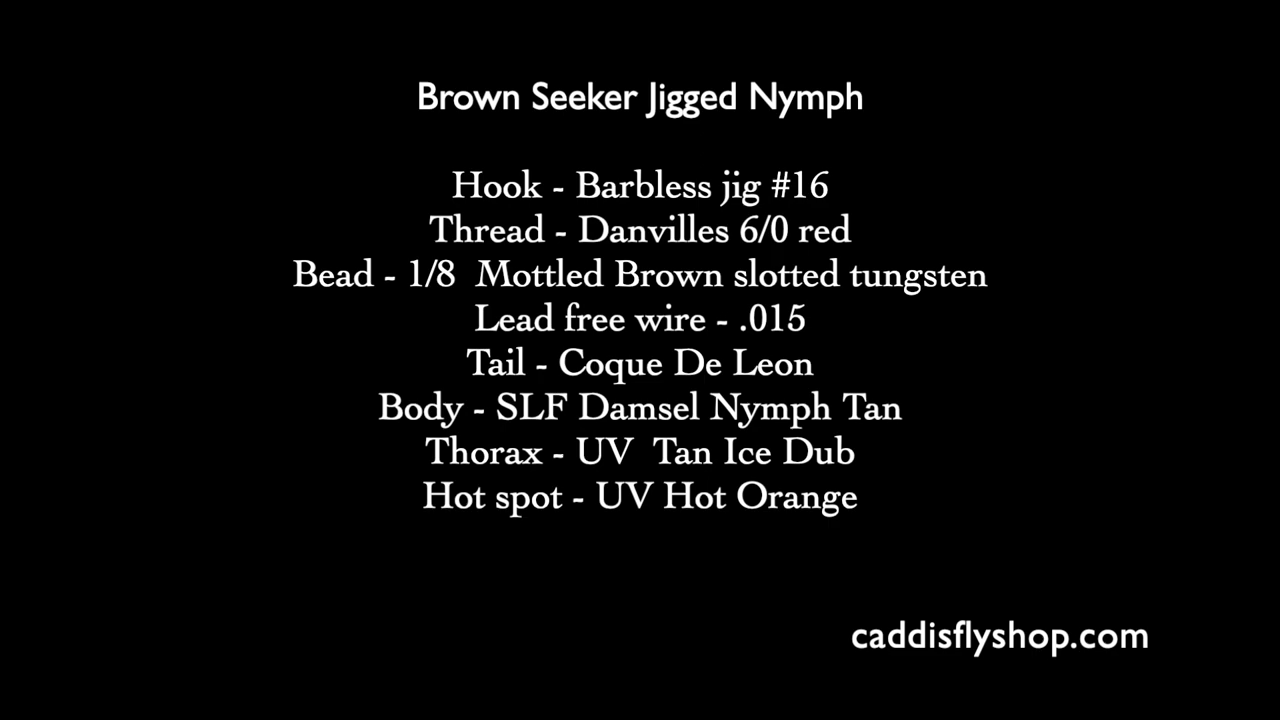 Brown Seeker Jigged Nymph
Hook - Barbless jig #16
Thread - Danvilles 6/0 red
Bead - 1/8  Mottled Brown slotted tungsten
Lead free wire - .015
Tail - Coque De Leon
Body - SLF Damsel Nymph Tan
Thorax - UV  Tan Ice Dub
Hot spot - UV Hot Orange
caddisflyshop.com